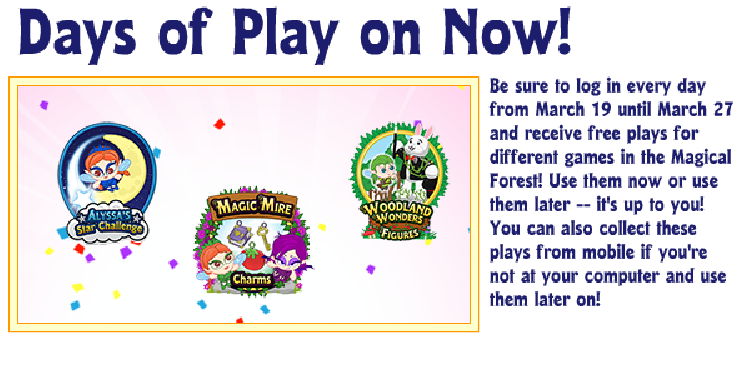 Days of Play on Now!
Be sure to log in every day
from March 19 until March 27
and receive free plays for
different games in the Magical
Forest! Use them now or use
them later -- it's up to you!
You can also collect these
plays from mobile if you're
not at your computer and use
them later on!
Alyssa's
Star Challenge
Magic Mire
Charms
Woodland
Wonders
Figures